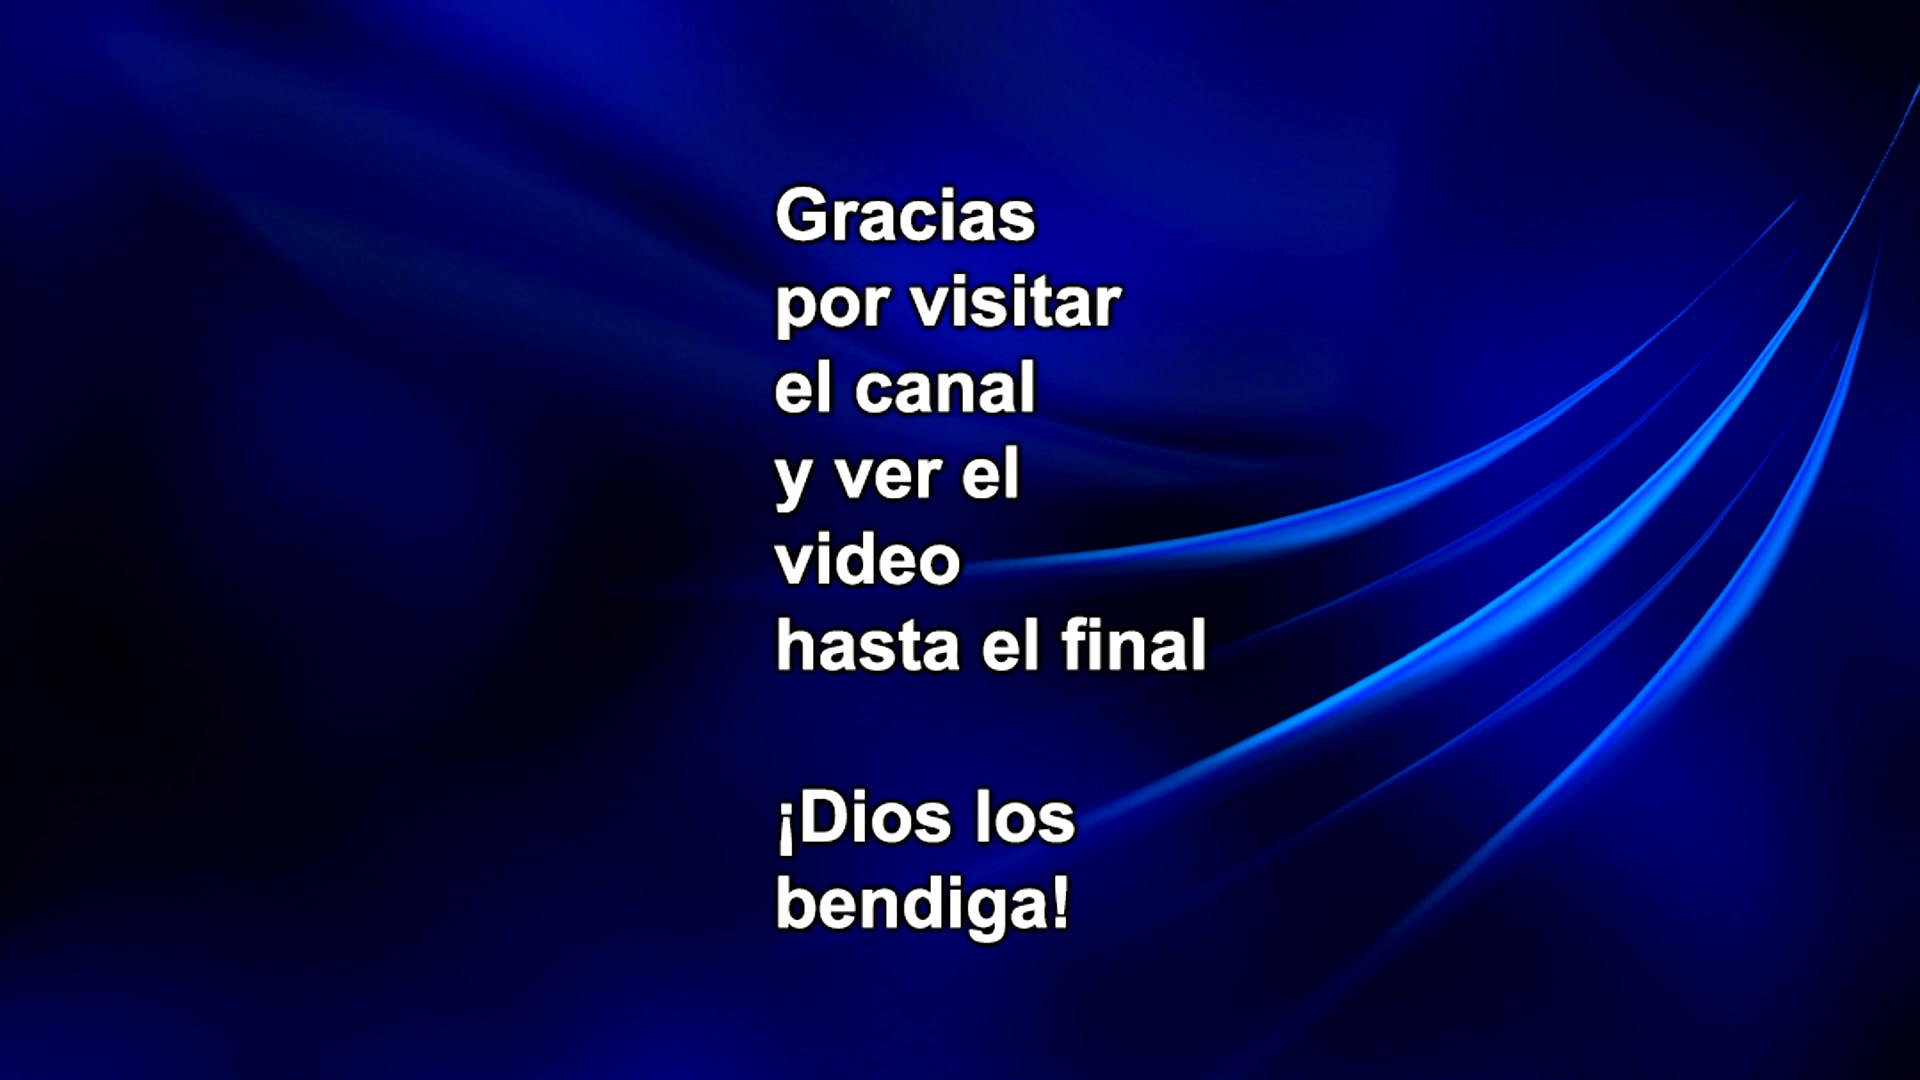 Gracias
por visitar
el canal
y ver el
video
hasta el final
¡Dios los
bendiga!